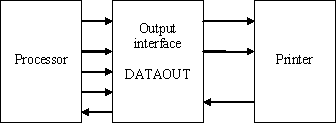 Processor
Output
interface
DATAOUT
Printer